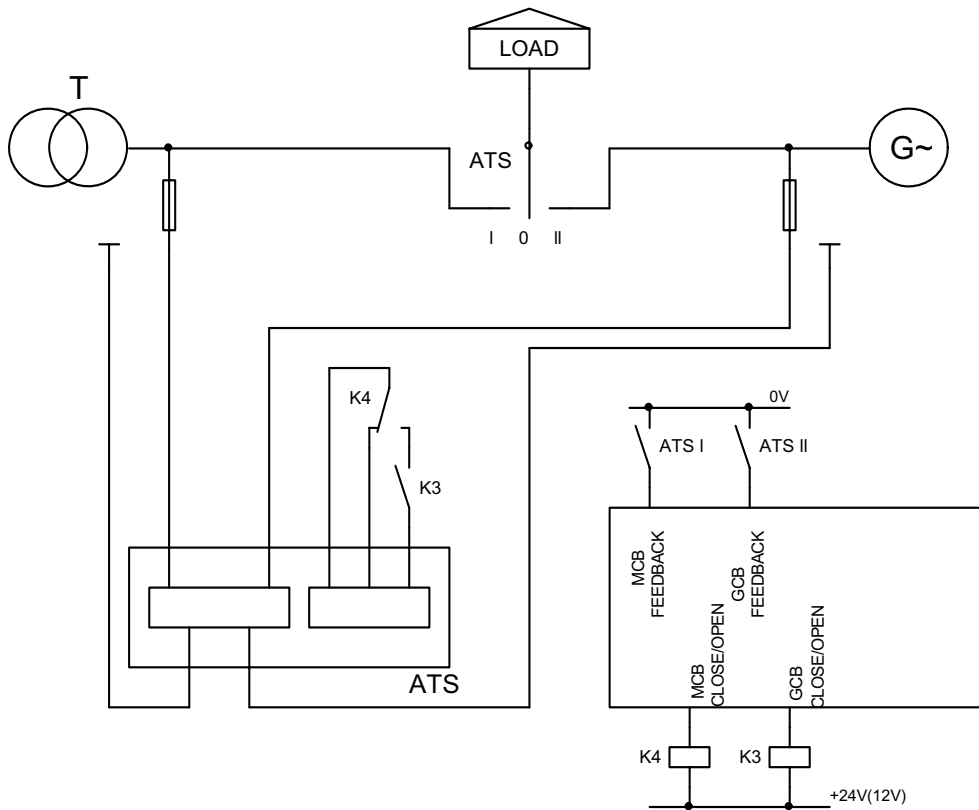 LOAD
T
ATS
G~
I 0 II
K4
K3
0V
ATS I
ATS II
MCB
FEEDBACK
GCB
FEEDBACK
MCB
CLOSE/OPEN
GCB
CLOSE/OPEN
ATS
K4
K3
+24V(12V)